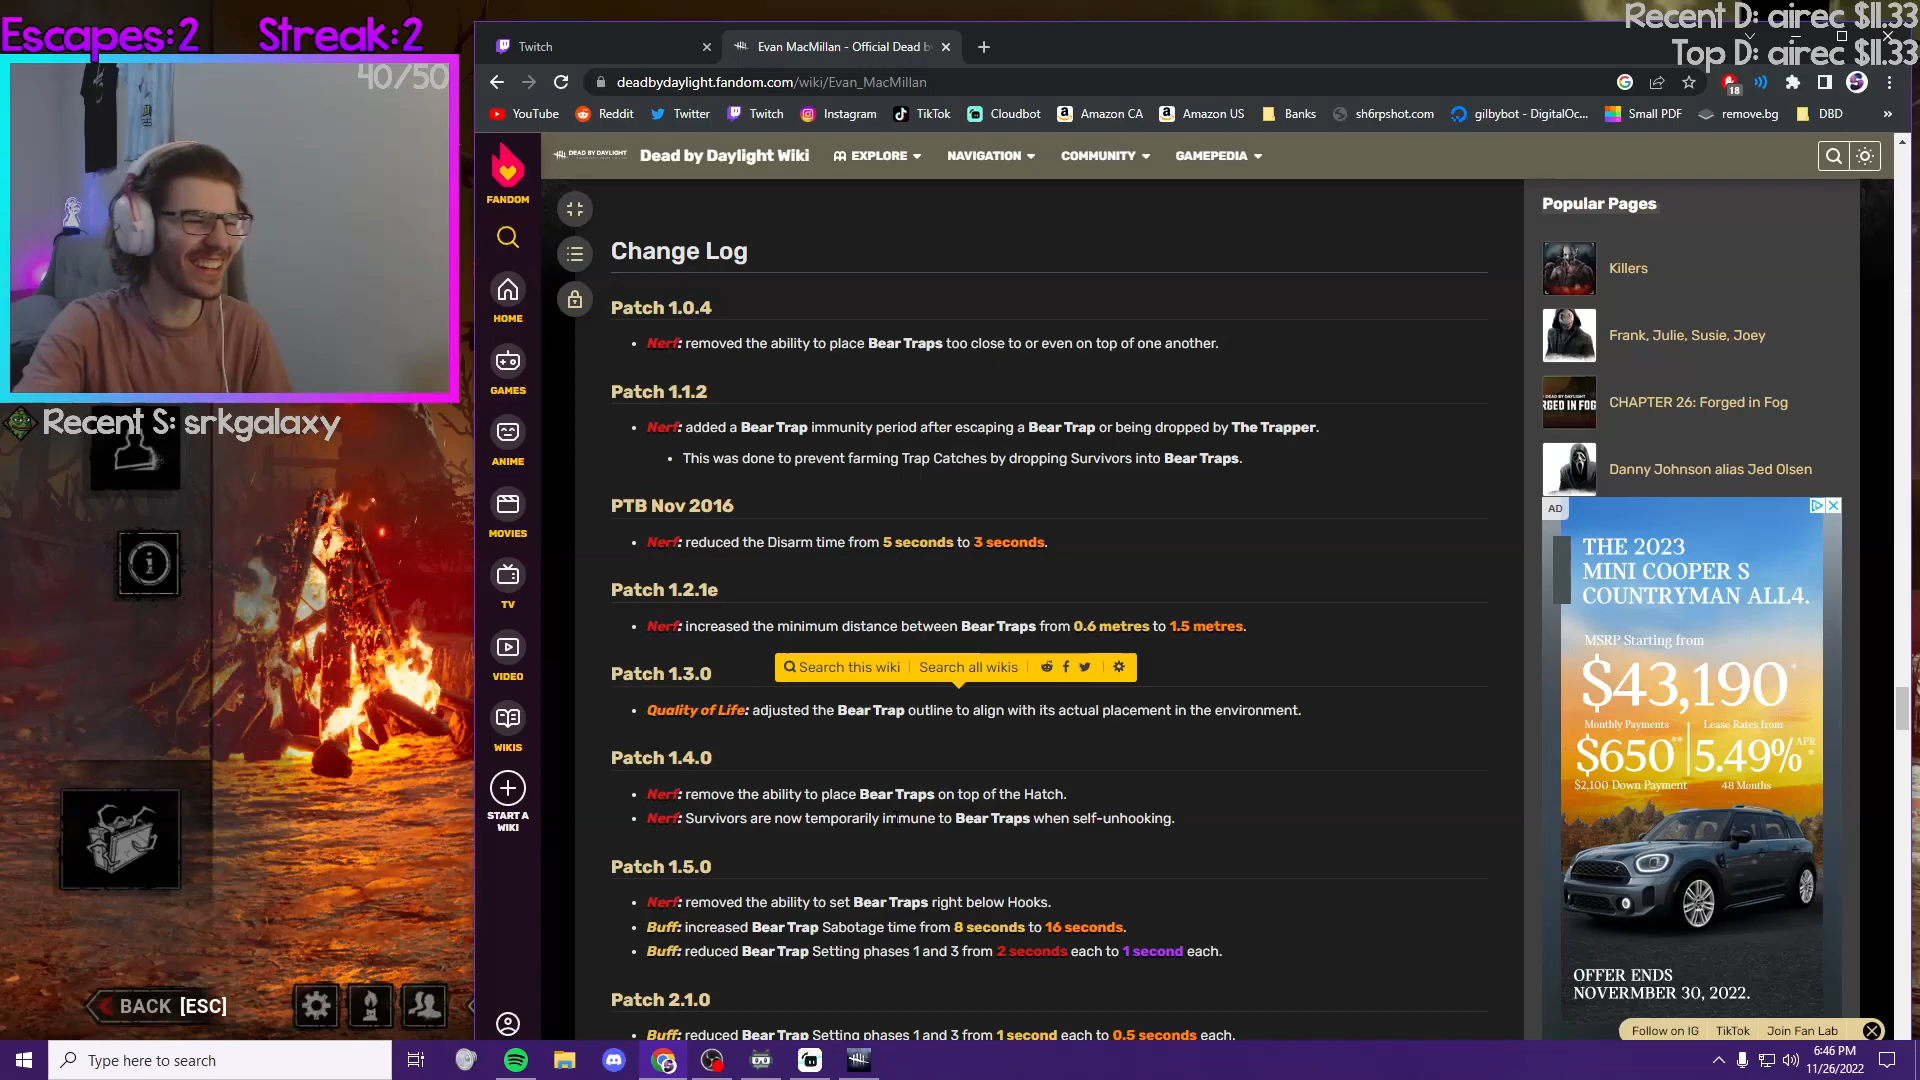 Escapes:2 Streak:2
40/50
Recent D: airec $11.33
Top D: airec $11.33
Twitch
Evan MacMillan - Official Dead b
deadbydaylight.fandom.com/wiki/Evan_MacMillan
18
YouTube Reddit Twitter Twitch Instagram TikTok Cloudbot Amazon CA Amazon US Banks sh6rpshot.com gilbybot - DigitalOc... Small PDF remove.bg DBD
DEAD BY DAYLIGHT Dead by Daylight Wiki EXPLORE NAVIGATION COMMUNITY GAMEPEDIA
FANDOM
HOME
GAMES
ANIME
MOVIES
TV
VIDEO
WIKIS
START A
WIKI
Recent S: srkgalaxy
BACK [ESC]
Change Log
Patch 1.0.4
Nerf: removed the ability to place Bear Traps too close to or even on top of one another.
Patch 1.1.2
Nerf: added a Bear Trap immunity period after escaping a Bear Trap or being dropped by The Trapper.
This was done to prevent farming Trap Catches by dropping Survivors into Bear Traps.
PTB Nov 2016
Nerf: reduced the Disarm time from 5 seconds to 3 seconds.
Patch 1.2.1e
Nerf: increased the minimum distance between Bear Traps from 0.6 metres to 1.5 metres.
Search this wiki Search all wikis
Patch 1.3.0
Quality of Life: adjusted the Bear Trap outline to align with its actual placement in the environment.
Patch 1.4.0
Nerf: remove the ability to place Bear Traps on top of the Hatch.
Nerf: Survivors are now temporarily immune to Bear Traps when self-unhooking.
Patch 1.5.0
Nerf: removed the ability to set Bear Traps right below Hooks.
Buff: increased Bear Trap Sabotage time from 8 seconds to 16 seconds.
Buff: reduced Bear Trap Setting phases 1 and 3 from 2 seconds each to 1 second each.
Patch 2.1.0
Buff: reduced Bear Trap Setting phases 1 and 3 from 1 second each to 0.5 seconds each.
Popular Pages
Killers
Frank, Julie, Susie, Joey
CHAPTER 26: Forged in Fog
RGED IN FOG
Danny Johnson alias Jed Olsen
AD
THE 2023
MINI COOPER S
COUNTRYMAN ALL4.
MSRP Starting from
$43,190*
Monthly Payments Lease Rates from
$650** 5.49% APR*
$2,100 Down Payment 48 Months
OFFER ENDS
NOVERMBER 30, 2022.
Follow on IG TikTok Join Fan Lab
Type here to search
6:46 PM
11/26/2022